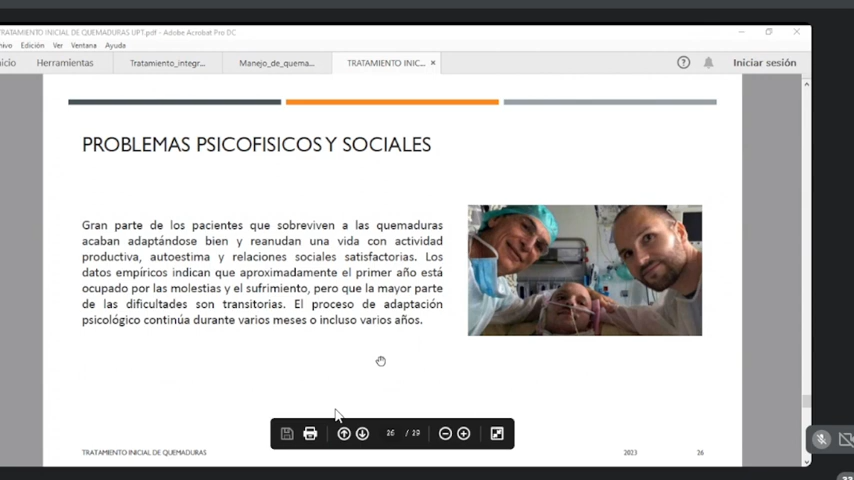 TRATAMIENTO INICIAL DE QUEMADURAS UPT.pdf - Adobe Acrobat Pro DC
Edición Ver Ventana Ayuda
Herramientas Tratamiento_integr... Manejo_de_quema... TRATAMIENTO INIC... × Iniciar sesión
PROBLEMAS PSICOFISICOS Y SOCIALES
Gran parte de los pacientes que sobreviven a las quemaduras
acaban adaptándose bien y reanudan una vida con actividad
productiva, autoestima y relaciones sociales satisfactorias. Los
datos empíricos indican que aproximadamente el primer año está
ocupado por las molestias y el sufrimiento, pero que la mayor parte
de las dificultades son transitorias. El proceso de adaptación
psicológico continúa durante varios meses o incluso varios años.
26 / 29
TRATAMIENTO INICIAL DE QUEMADURAS 2023 26